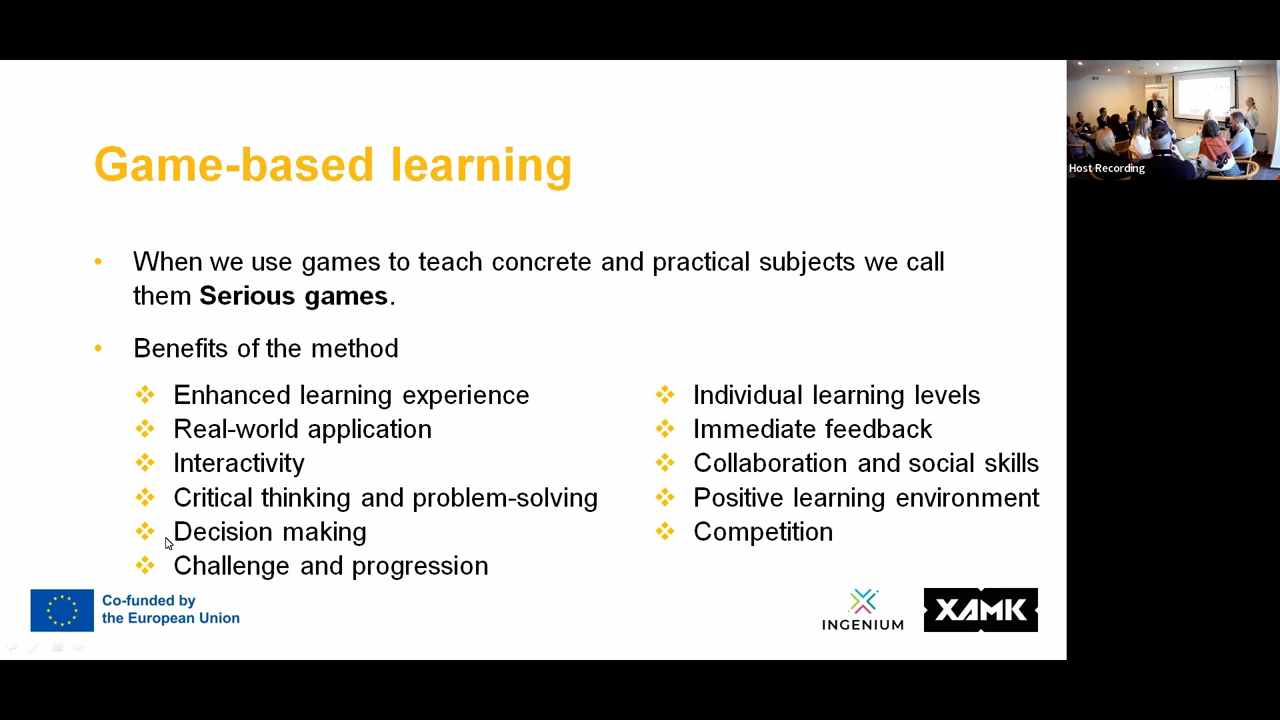 Game-based learning
Host Recording
• When we use games to teach concrete and practical subjects we call
them Serious games.
• Benefits of the method
❖ Enhanced learning experience
❖ Real-world application
❖ Interactivity
❖ Critical thinking and problem-solving
❖ Decision making
❖ Challenge and progression
❖ Individual learning levels
❖ Immediate feedback
❖ Collaboration and social skills
❖ Positive learning environment
❖ Competition
Co-funded by
the European Union
INGENIUM
XAMK